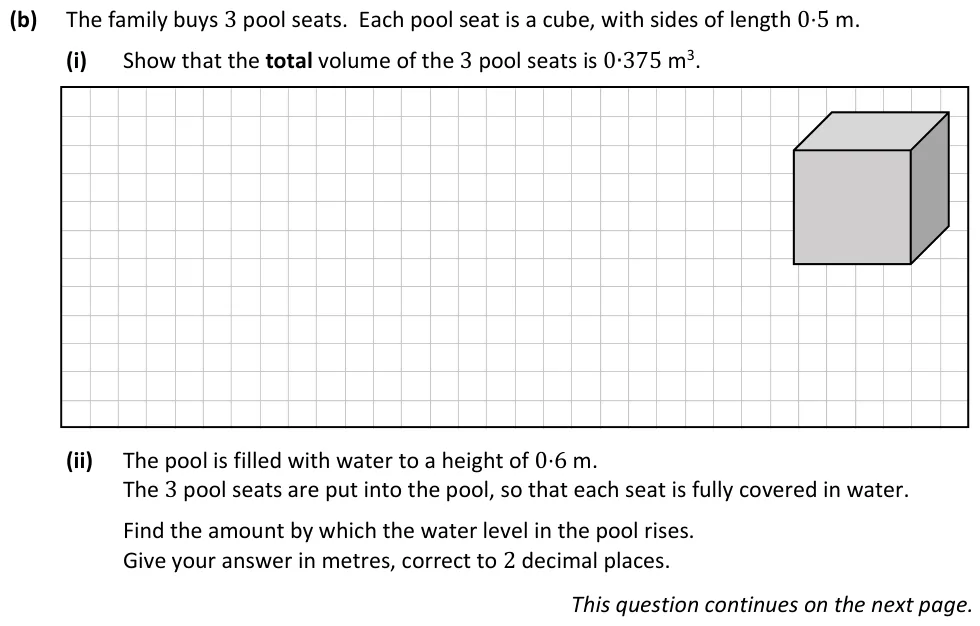 (b) The family buys 3 pool seats. Each pool seat is a cube, with sides of length 0·5 m.
(i) Show that the total volume of the 3 pool seats is 0·375 m³.
(ii) The pool is filled with water to a height of 0·6 m.
The 3 pool seats are put into the pool, so that each seat is fully covered in water.
Find the amount by which the water level in the pool rises.
Give your answer in metres, correct to 2 decimal places.
This question continues on the next page.